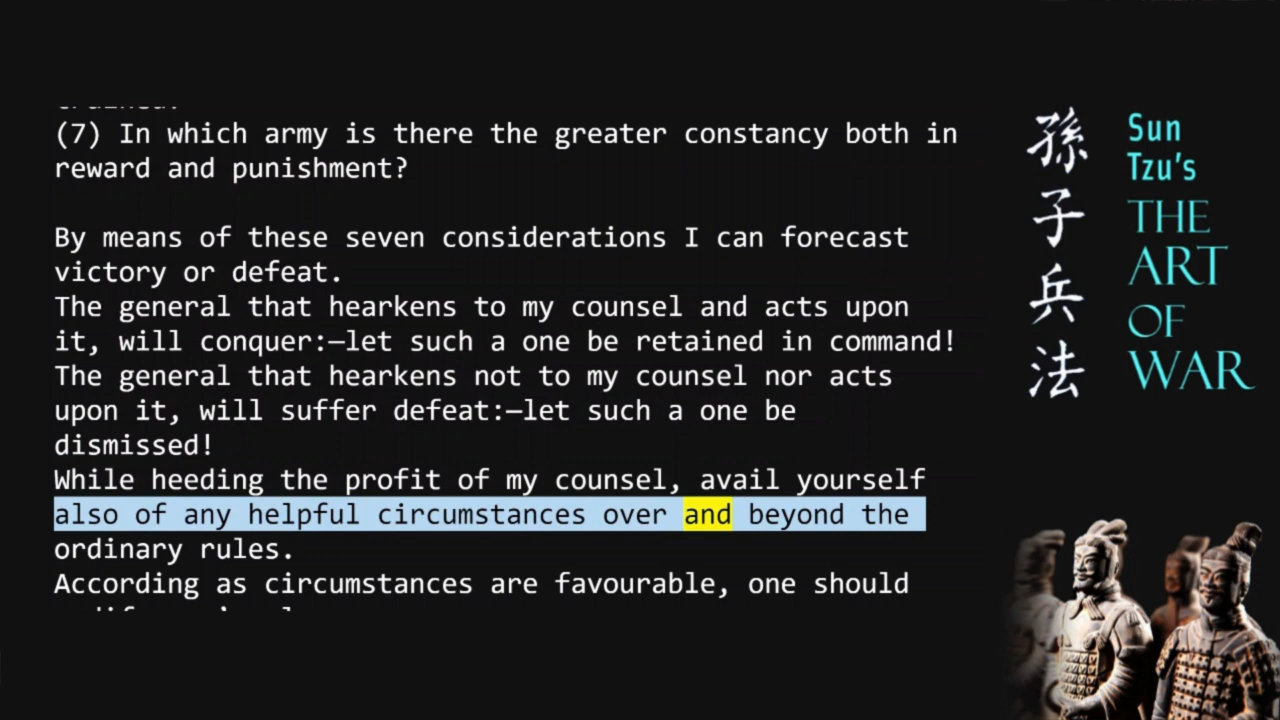 (7) In which army is there the greater constancy both in
reward and punishment?
By means of these seven considerations I can forecast
victory or defeat.
The general that hearkens to my counsel and acts upon
it, will conquer:—let such a one be retained in command!
The general that hearkens not to my counsel nor acts
upon it, will suffer defeat:—let such a one be
dismissed!
While heeding the profit of my counsel, avail yourself
also of any helpful circumstances over and beyond the
ordinary rules.
According as circumstances are favourable, one should
孫子兵法
Sun
Tzu's
THE
ART
OF
WAR